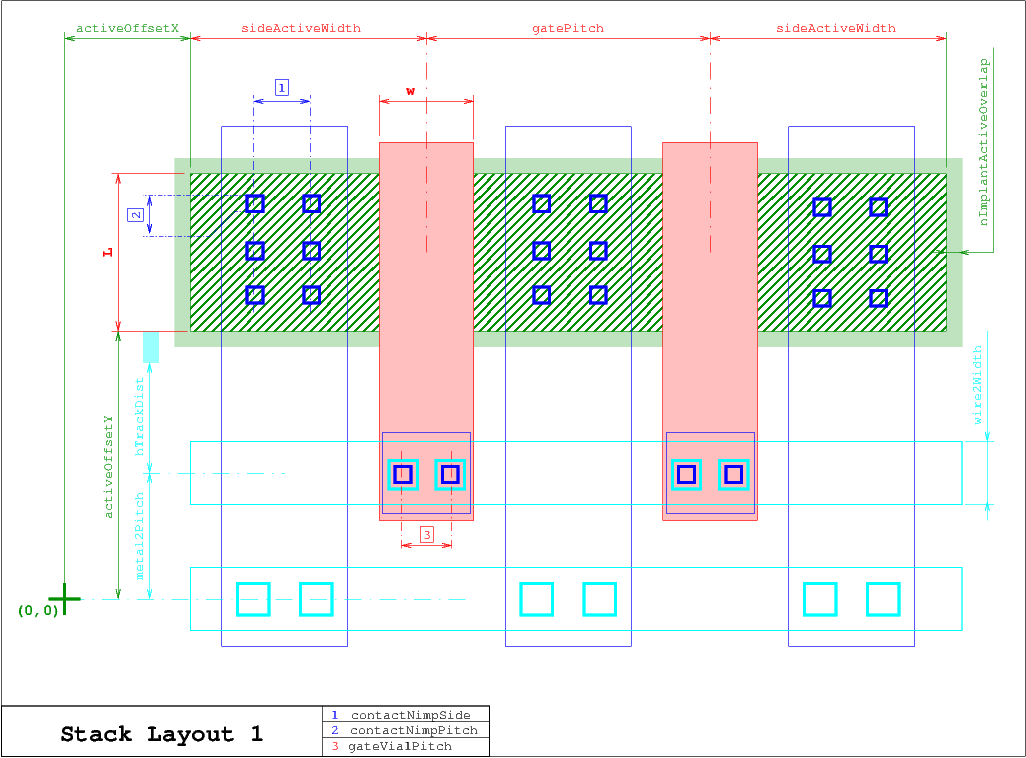 activeOffsetX
sideActiveWidth
gatePitch
sideActiveWidth
nImplantActiveOverlap
1
w
2
L
hTrackDist
activeOffsetY
metal2Pitch
wire2Width
3
(0,0)
Stack Layout 1
1 contactNimpSide
2 contactNimpPitch
3 gateVia1Pitch